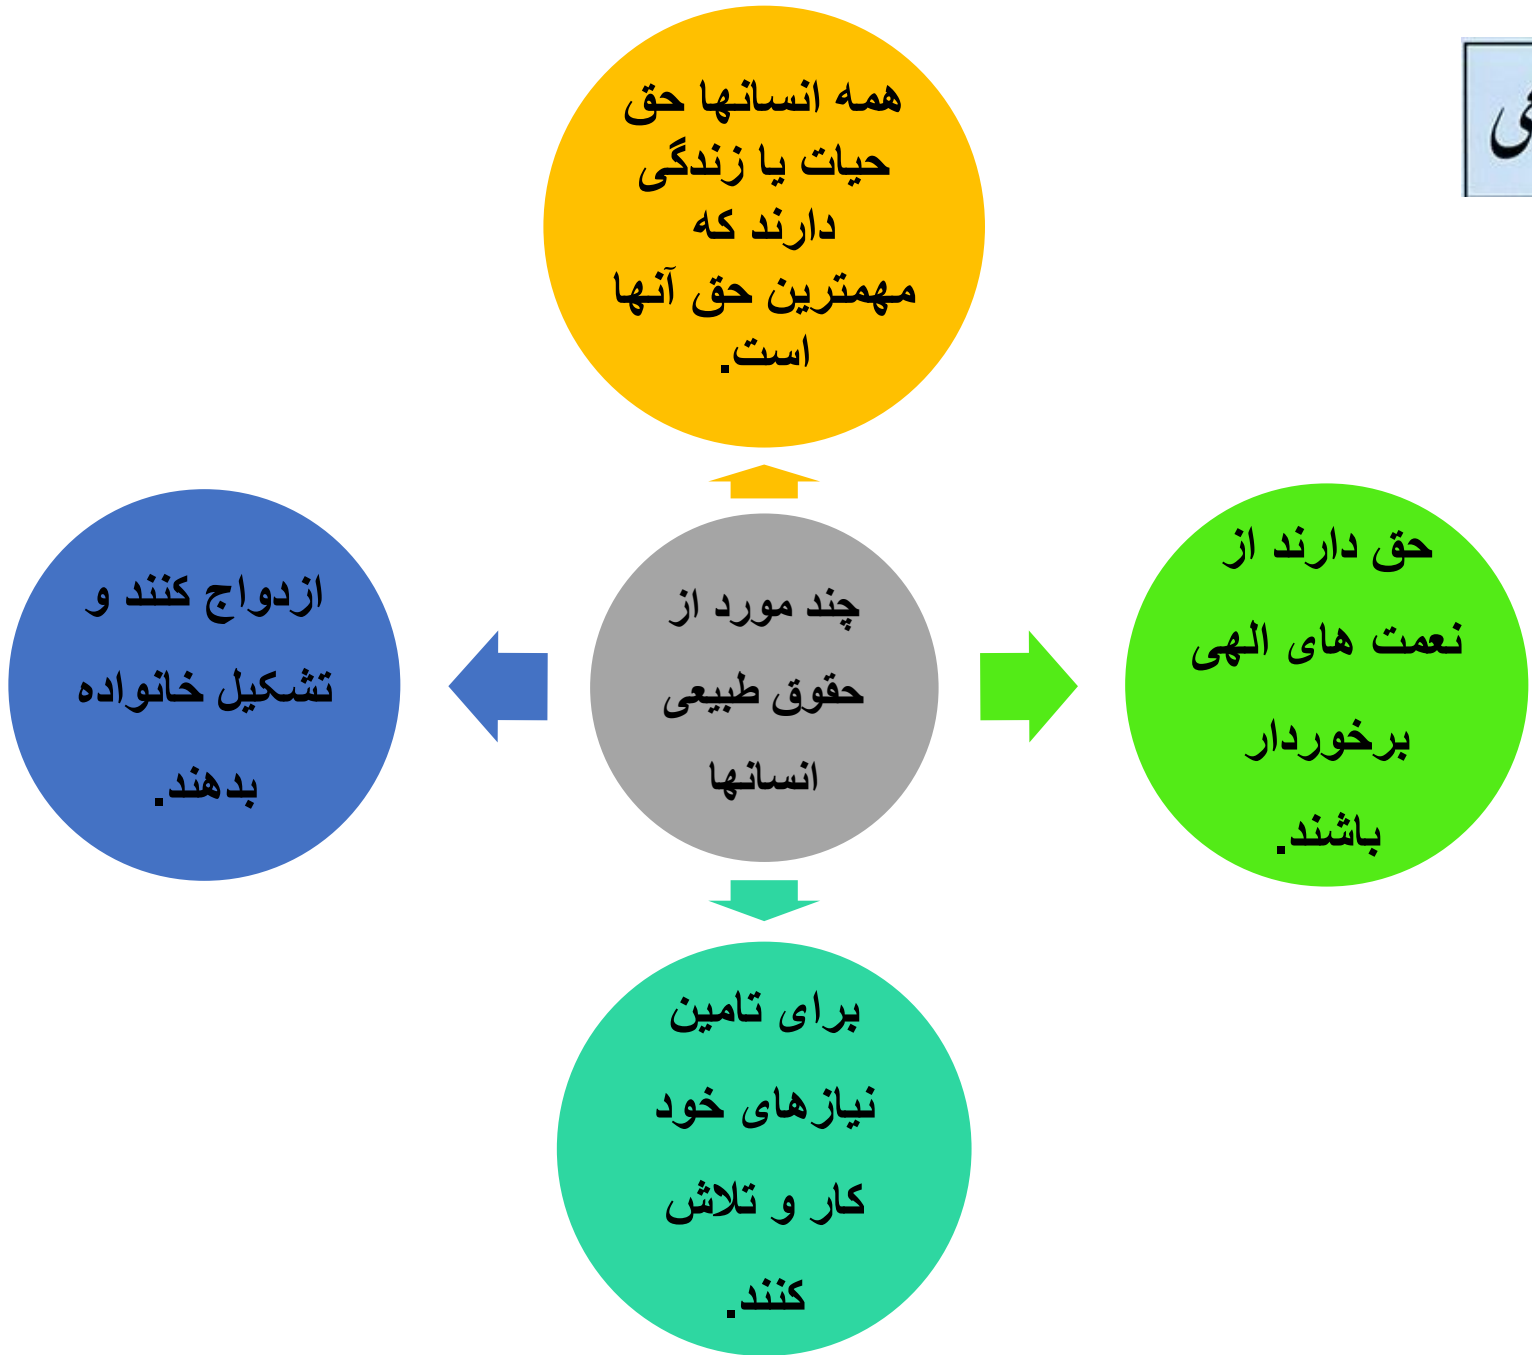 همه انسانها حق
حیات یا زندگی
دارند که
مهمترین حق آنها
است.
حق دارند از
نعمت های الهی
برخوردار
باشند.
چند مورد از
حقوق طبیعی
انسانها
ازدواج کنند و
تشکیل خانواده
بدهند.
برای تامین
نیازهای خود
کار و تلاش
کنند.